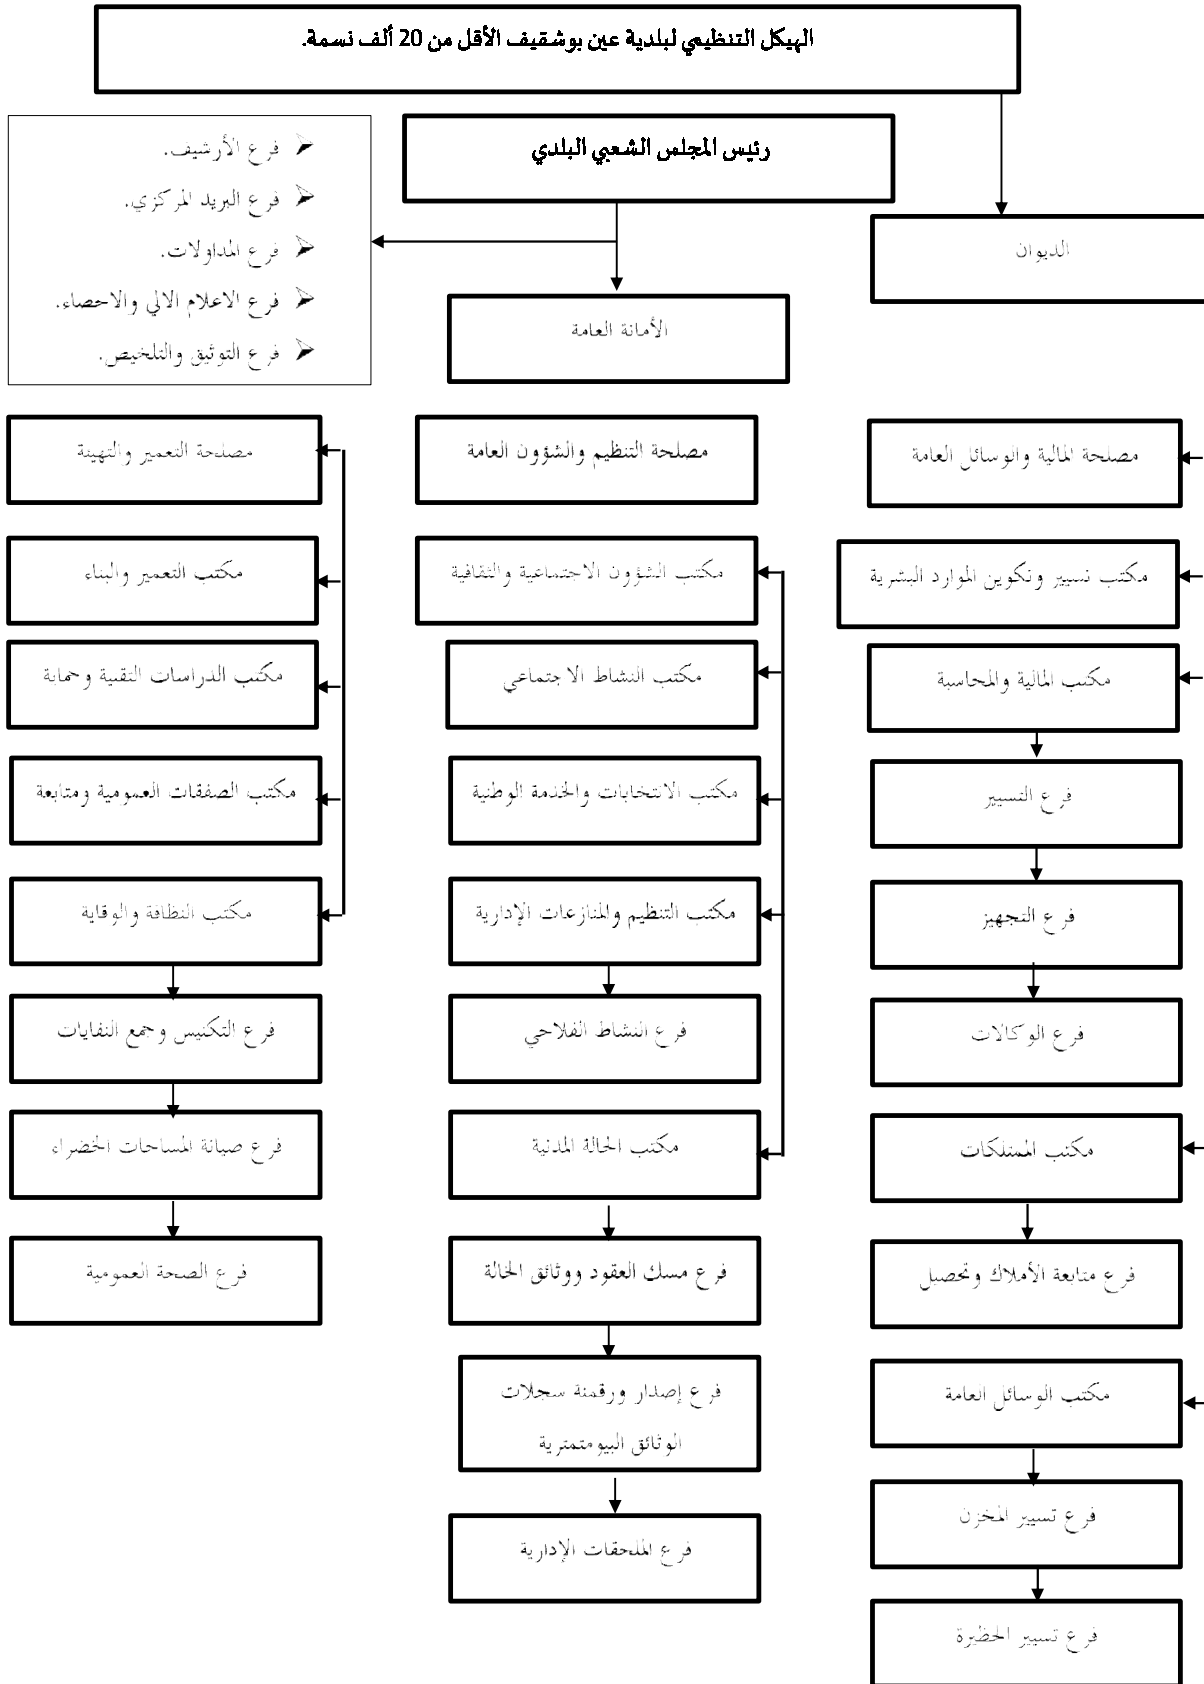 الهيكل التنظيمي لبلدية عين بوشقيف الأقل من 20 ألف نسمة.
رئيس المجلس الشعبي البلدي
الديوان
فرع الأرشيف.
فرع البريد المركزي.
فرع المداولات.
فرع الاعلام الالي والاحصاء.
فرع التوثيق والتلخيص.
الأمانة العامة
مصلحة المالية والوسائل العامة
مكتب تسيير وتكوين الموارد البشرية
مكتب المالية والمحاسبة
فرع التسيير
فرع التجهيز
فرع الوكالات
مكتب الممتلكات
فرع متابعة الأملاك وتحصيل
مكتب الوسائل العامة
فرع تسيير المخزن
فرع تسيير الحظيرة
مصلحة التنظيم والشؤون العامة
مكتب الشؤون الاجتماعية والثقافية
مكتب النشاط الاجتماعي
مكتب الانتخابات والخدمة الوطنية
مكتب التنظيم والمنازعات الإدارية
فرع النشاط الفلاحي
مكتب الحالة المدنية
فرع مسك العقود ووثائق الحالة
فرع إصدار ورقمنة سجلات
الوثائق البيومتمترية
فرع الملحقات الإدارية
مصلحة التعمير والتهيئة
مكتب التعمير والبناء
مكتب الدراسات التقنية وحمانة
مكتب الصفقات العمومية ومتابعة
مكتب النظافة والوقاية
فرع التكنيس وجمع النفايات
فرع صيانة المساحات الخضراء
فرع الصحة العمومية